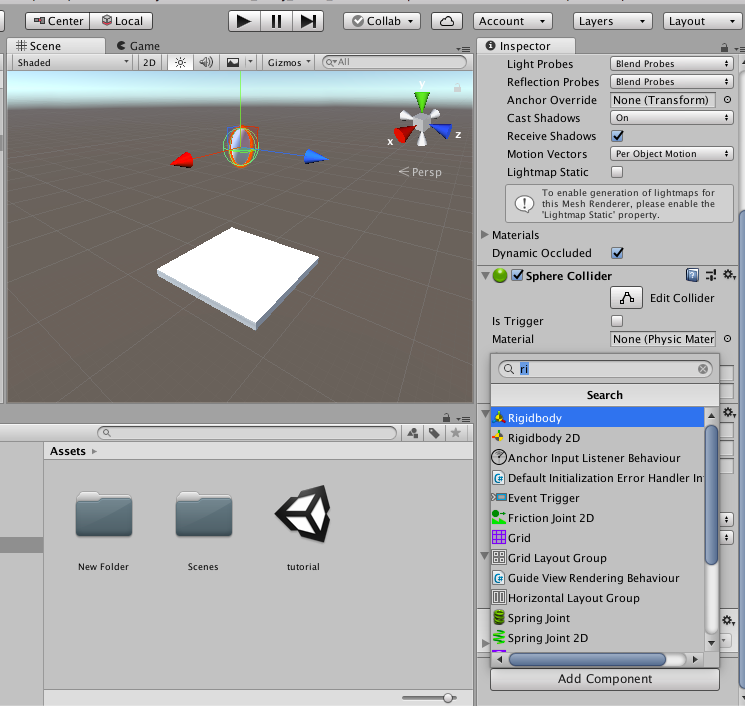 Center Local Collab Account Layers Layout
Scene Game
Shaded 2D Gizmos All
y
x
z
Persp
Inspector
Light Probes Blend Probes
Reflection Probes Blend Probes
Anchor Override None (Transform)
Cast Shadows On
Receive Shadows
Motion Vectors Per Object Motion
Lightmap Static
To enable generation of lightmaps for
this Mesh Renderer, please enable the
'Lightmap Static' property.
Materials
Dynamic Occluded
Sphere Collider
Edit Collider
Is Trigger
Material None (Physic Mater
ri
Search
Rigidbody
Rigidbody 2D
Anchor Input Listener Behaviour
Default Initialization Error Handler In
Event Trigger
Friction Joint 2D
Grid
Grid Layout Group
Guide View Rendering Behaviour
Horizontal Layout Group
Spring Joint
Spring Joint 2D
Add Component
Assets
New Folder Scenes tutorial